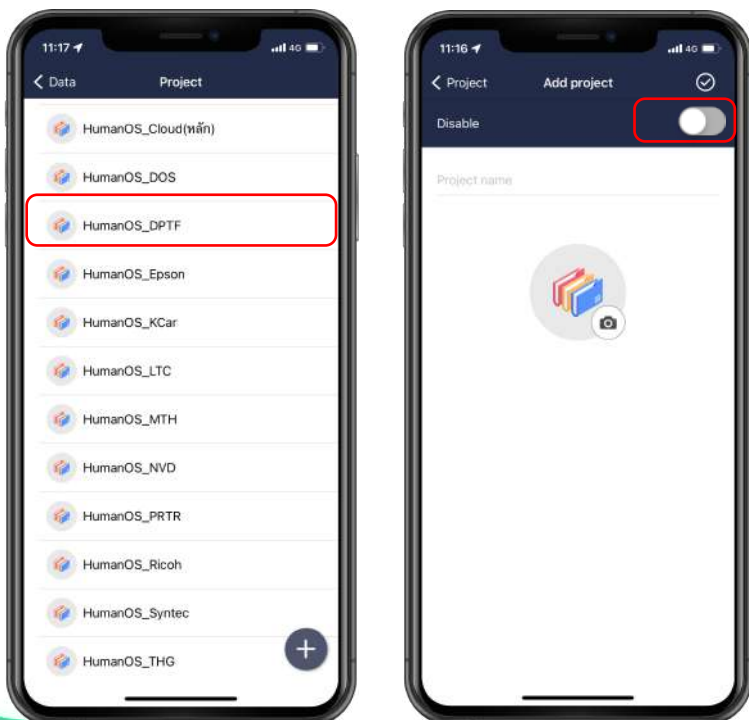 11:17
4G
Data
Project
HumanOS_Cloud(หลัก)
HumanOS_DOS
HumanOS_DPTF
HumanOS_Epson
HumanOS_KCar
HumanOS_LTC
HumanOS_MTH
HumanOS_NVD
HumanOS_PRTR
HumanOS_Ricoh
HumanOS_Syntec
HumanOS_THG
11:16
4G
Project
Add project
Disable
Project name